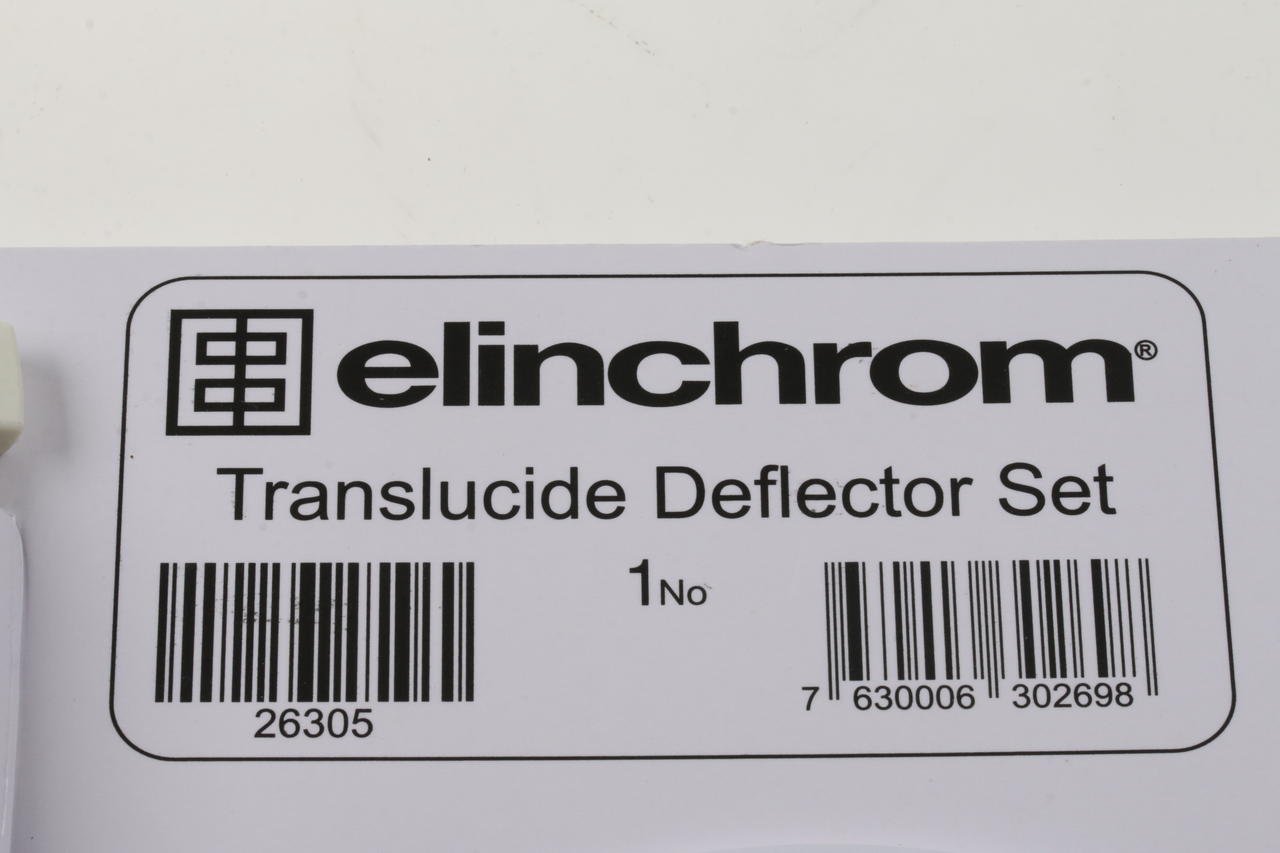 elinchrom®
Translucide Deflector Set
1No
26305
7 630006 302698